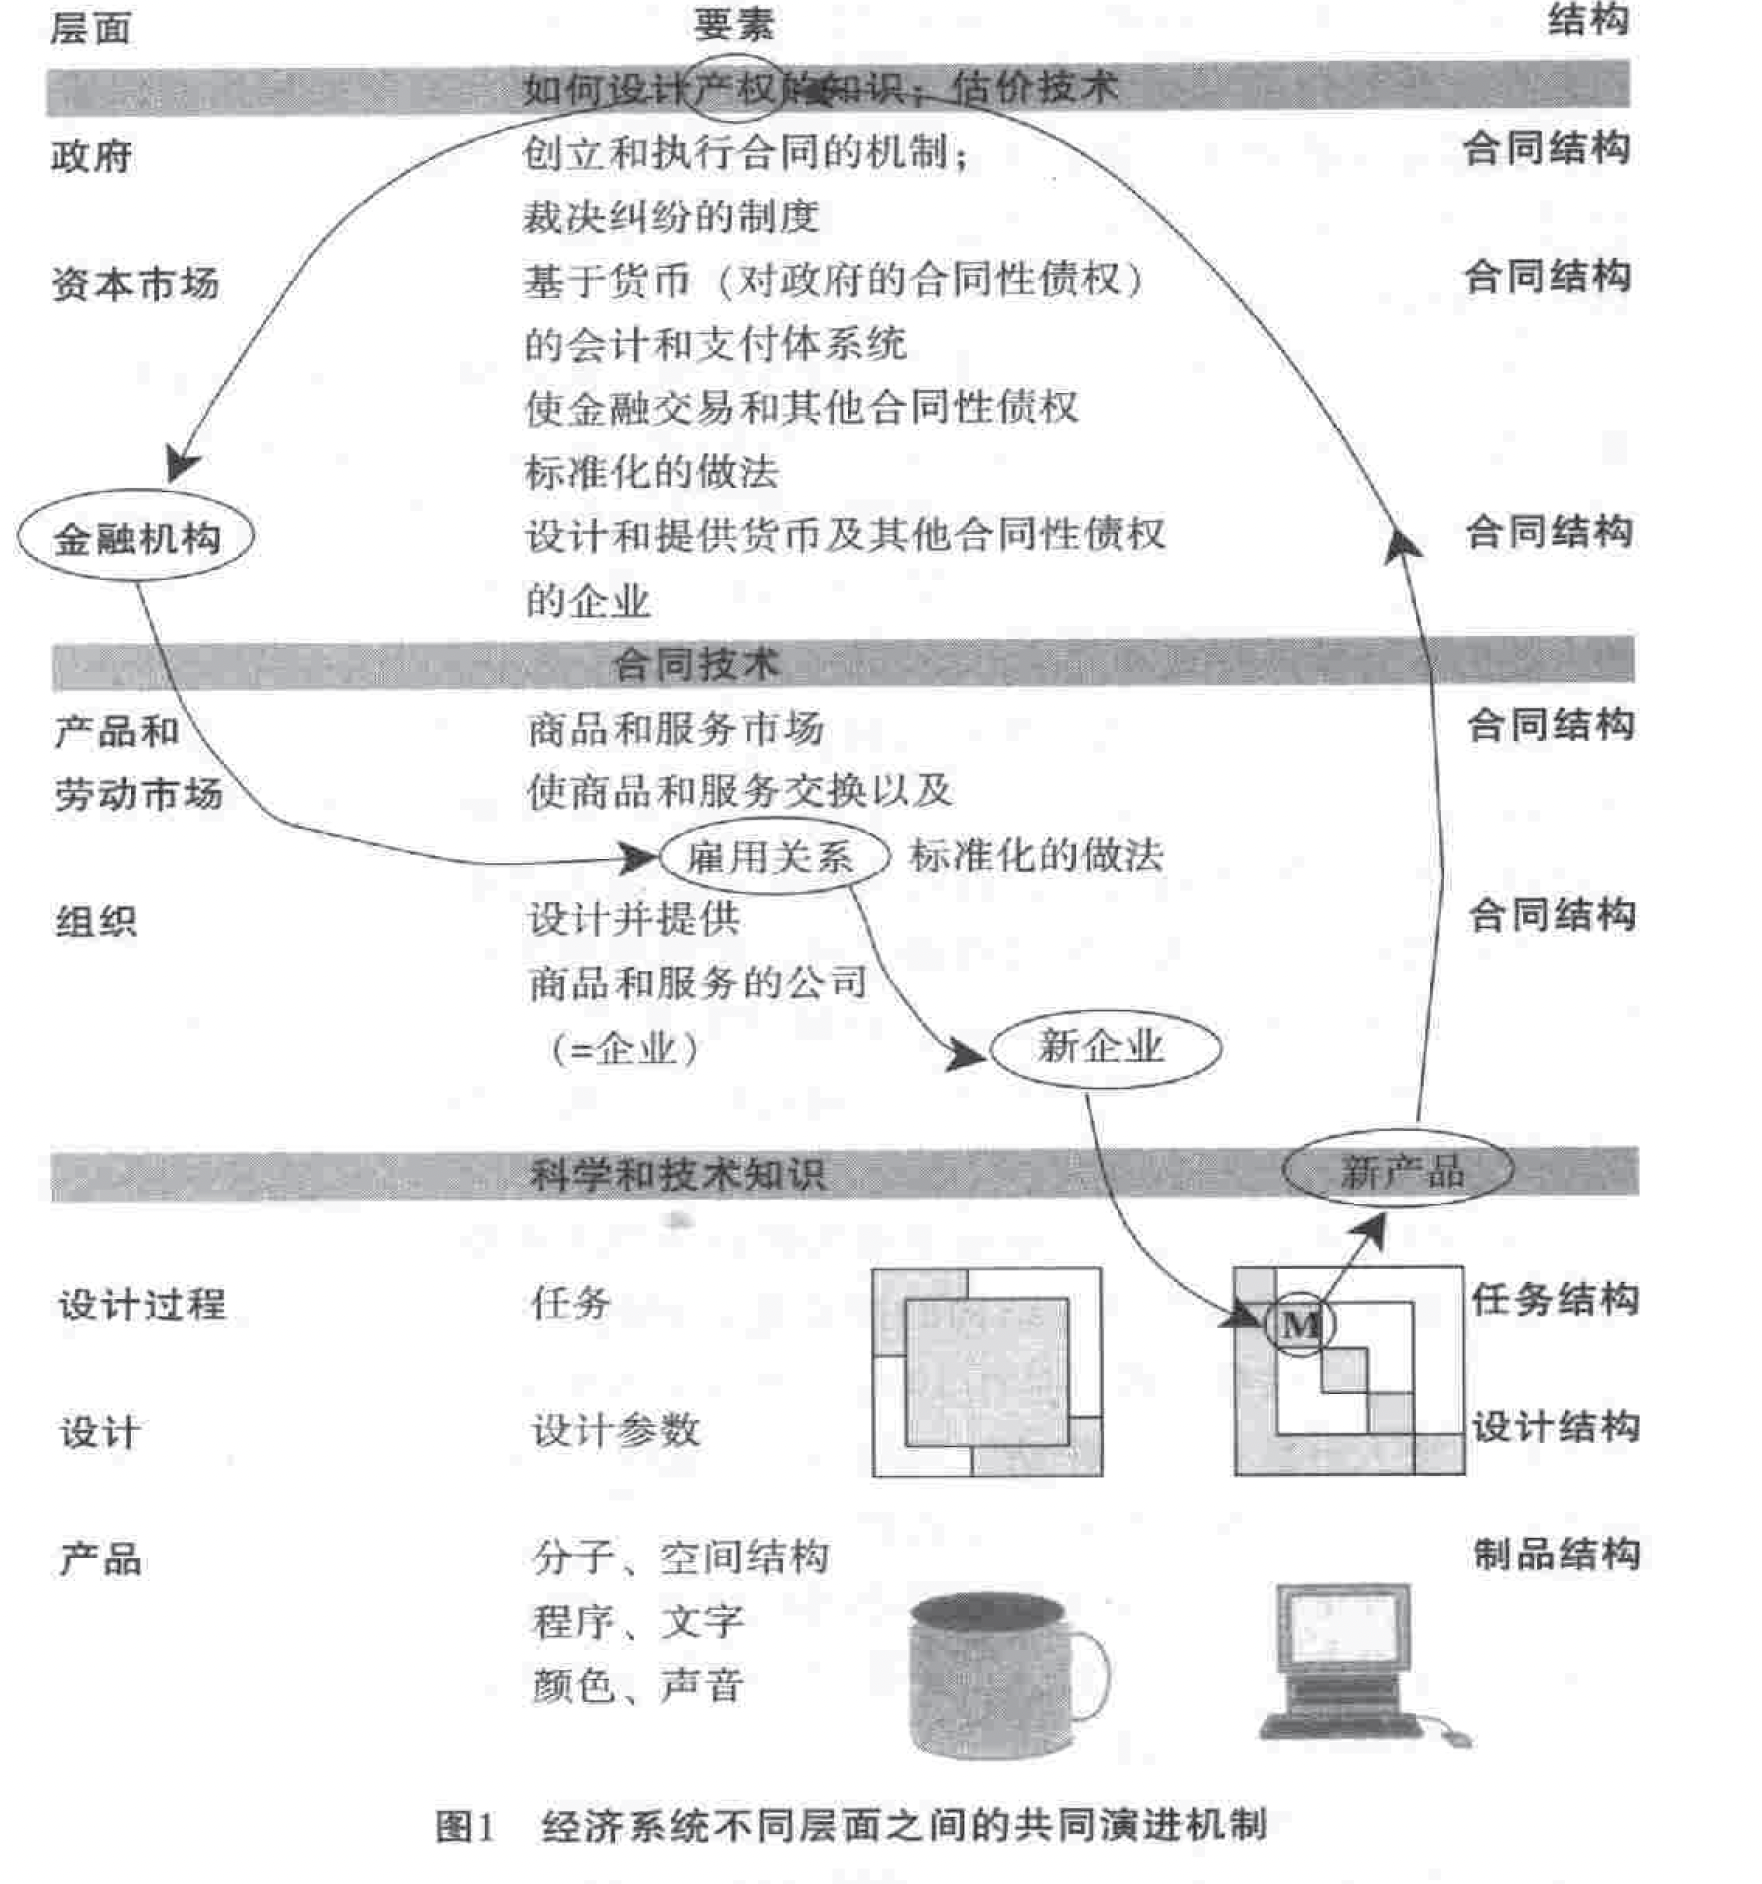 层面 要素 结构
如何设计产权的知识；估价技术
政府 创立和执行合同的机制； 合同结构
裁决纠纷的制度
资本市场 基于货币（对政府的合同性债权） 合同结构
的会计和支付体系统
使金融交易和其他合同性债权
标准化的做法
金融机构 设计和提供货币及其他合同性债权 合同结构
的企业
合同技术
产品和 商品和服务市场 合同结构
劳动市场 使商品和服务交换以及
雇用关系 标准化的做法
组织 设计并提供 合同结构
商品和服务的公司
（=企业） 新企业
科学和技术知识 新产品
设计过程 任务 任务结构
M
设计 设计参数 设计结构
产品 分子、空间结构 制品结构
程序、文字
颜色、声音
图1 经济系统不同层面之间的共同演进机制